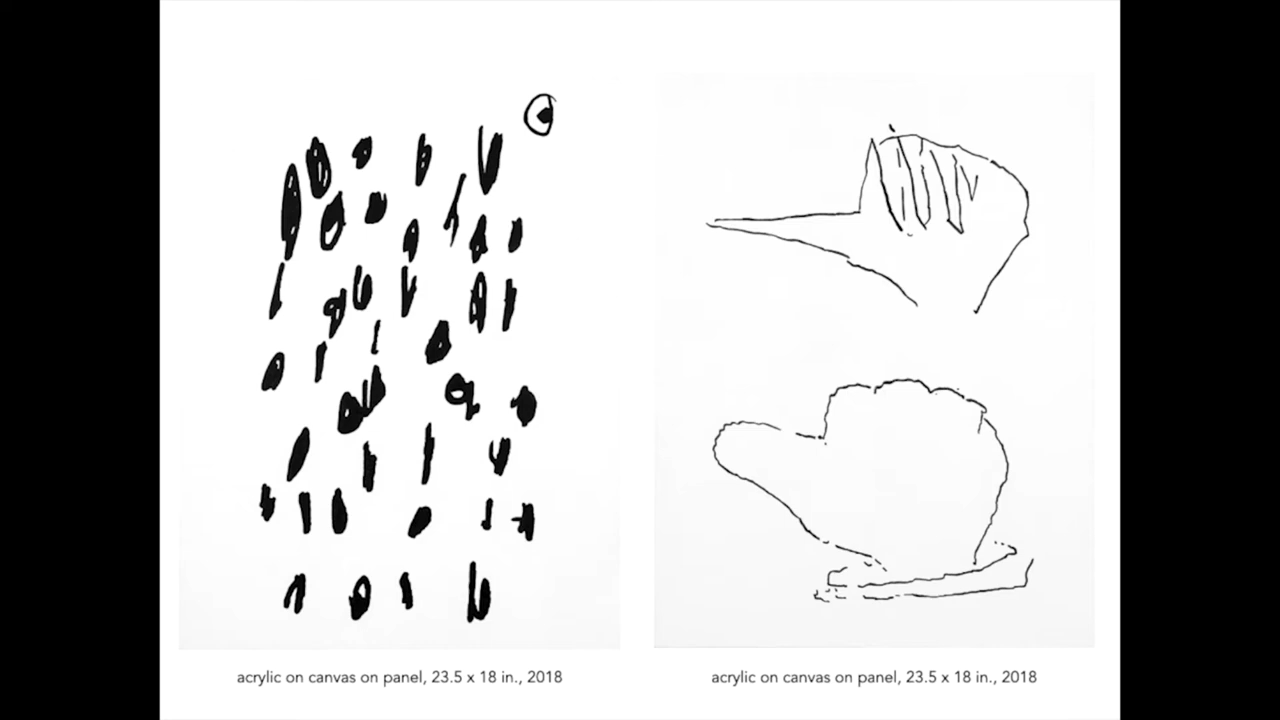 acrylic on canvas on panel, 23.5 x 18 in., 2018
acrylic on canvas on panel, 23.5 x 18 in., 2018